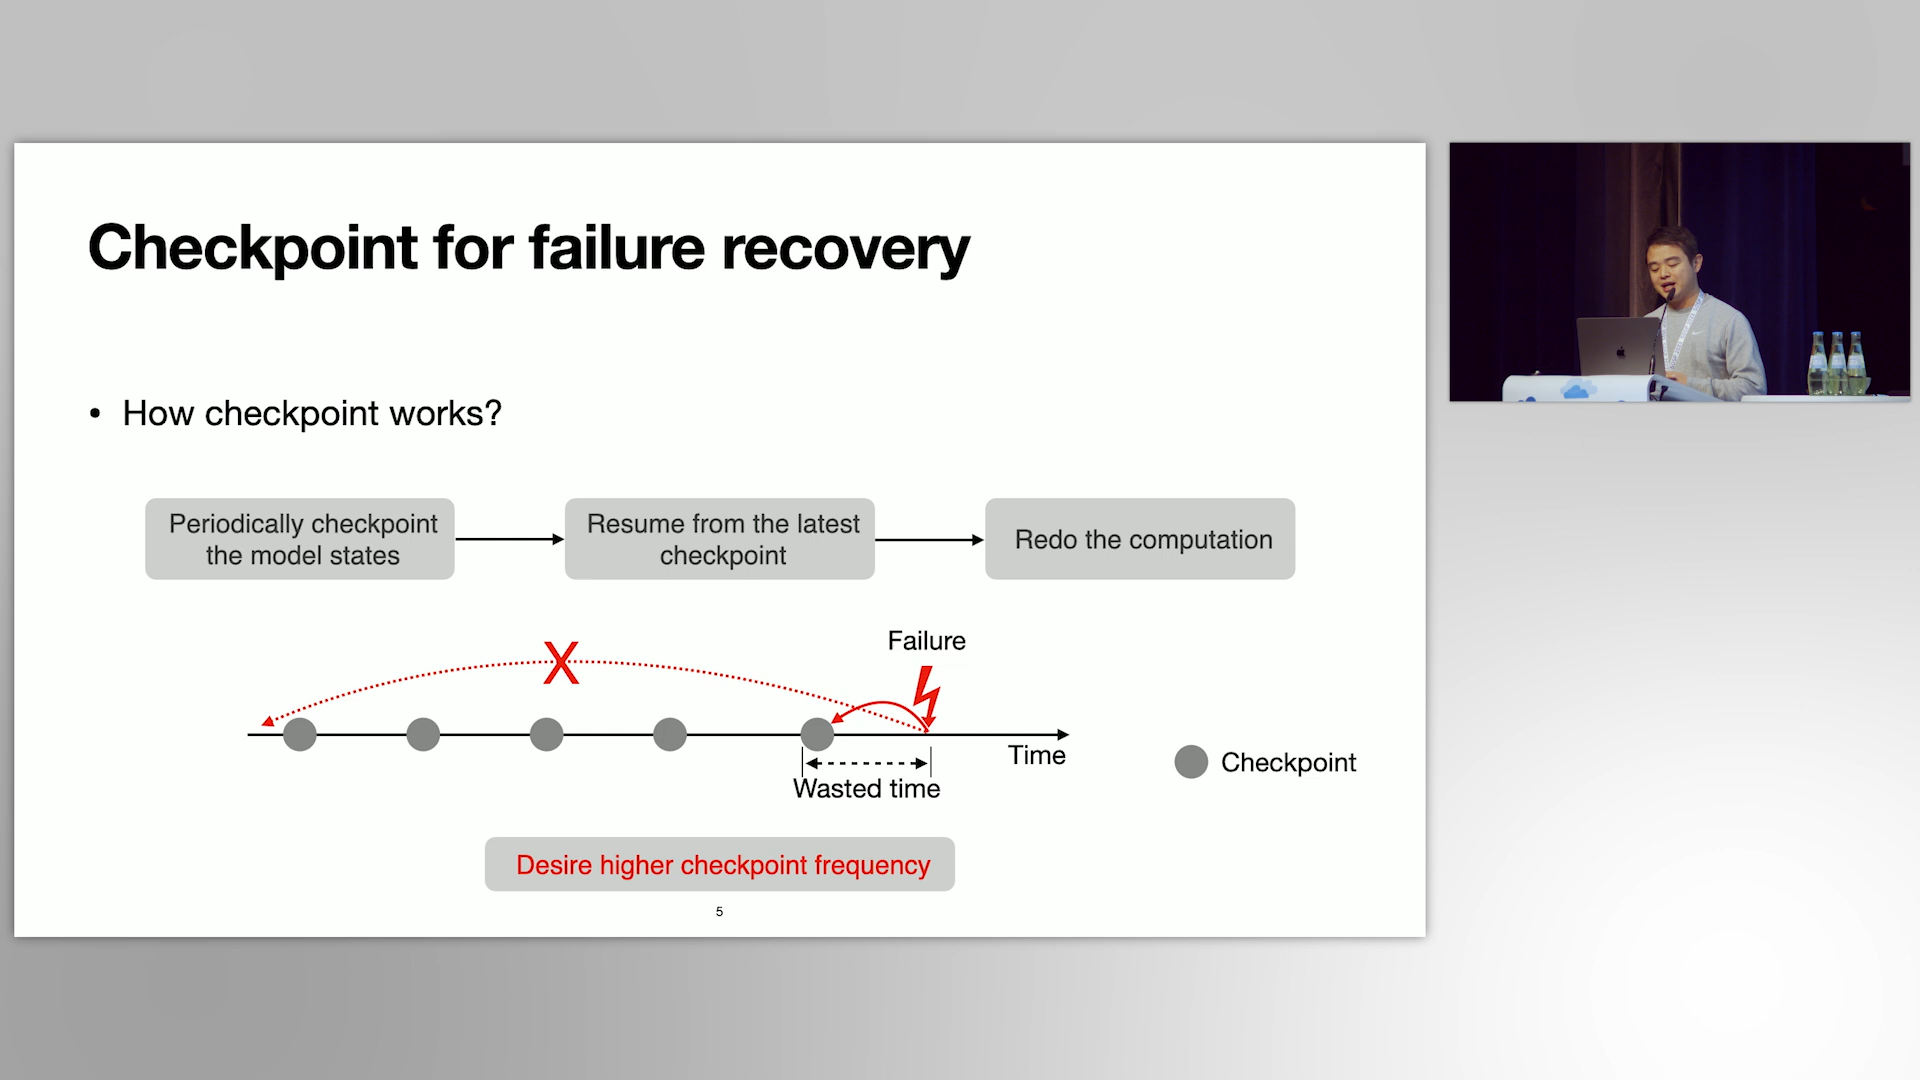 Checkpoint for failure recovery
• How checkpoint works?
Periodically checkpoint
the model states
Resume from the latest
checkpoint
Redo the computation
X
Failure
Time
Wasted time
Checkpoint
Desire higher checkpoint frequency
5